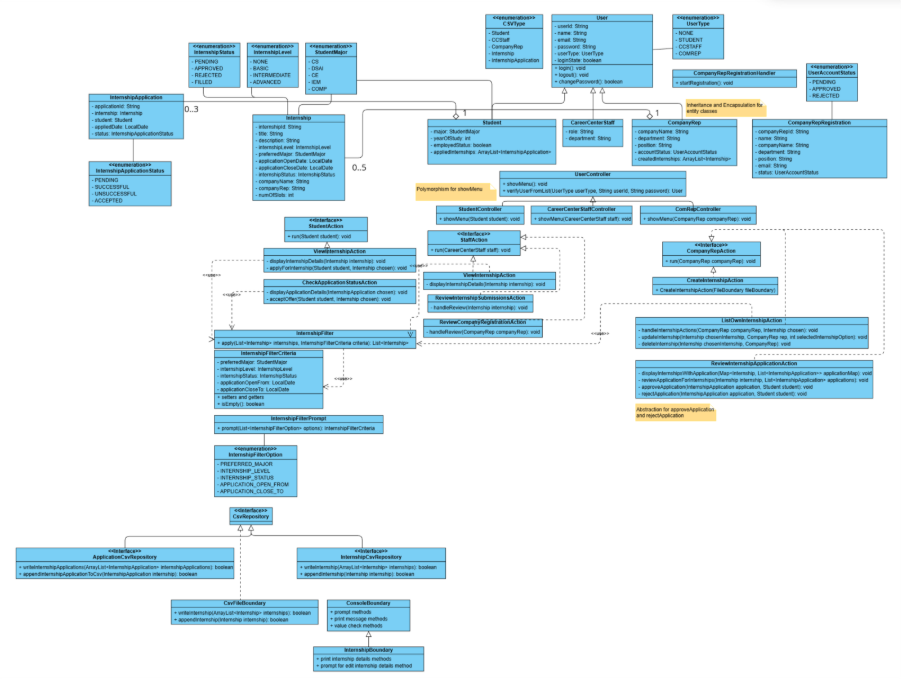 <<enumeration>>
CSVType
- Student
- CCStaff
- CompanyRep
- Internship
- InternshipApplication
User
- userId: String
- name: String
- email: String
- password: String
- userType: UserType
- loginState: boolean
+ login(): void
+ logout(): void
+ changePassword(): boolean
<<enumeration>>
UserType
- NONE
- STUDENT
- CCSTAFF
- COMREP
<<enumeration>>
InternshipStatus
- PENDING
- APPROVED
- REJECTED
- FILLED
<<enumeration>>
InternshipLevel
- NONE
- BASIC
- INTERMEDIATE
- ADVANCED
<<enumeration>>
StudentMajor
- CS
- DSAI
- CE
- IEM
- COMP
CompanyRepRegistrationHandler
+ startRegistration(): void
<<enumeration>>
UserAccountStatus
- PENDING
- APPROVED
- REJECTED
InternshipApplication
- applicationId: String
- internship: Internship
- student: Student
- appliedDate: LocalDate
- status: InternshipApplicationStatus
0..3
Internship
- internshipId: String
- title: String
- description: String
- internshipLevel: InternshipLevel
- preferredMajor: StudentMajor
- applicationOpenDate: LocalDate
- applicationCloseDate: LocalDate
- internshipStatus: InternshipStatus
- companyName: String
- companyRep: String
- numOfSlots: int
0..5
1
Student
- major: StudentMajor
- yearOfStudy: int
- employedStatus: boolean
- appliedInternships: ArrayList<InternshipApplication>
CareerCenterStaff
- role: String
- department: String
1
CompanyRep
- companyName: String
- department: String
- position: String
- accountStatus: UserAccountStatus
- createdInternships: ArrayList<Internship>
Inheritance and Encapsulation for
entity classes
CompanyRepRegistration
- companyRepId: String
- name: String
- companyName: String
- department: String
- position: String
- email: String
- status: UserAccountStatus
<<enumeration>>
InternshipApplicationStatus
- PENDING
- SUCCESSFUL
- UNSUCCESSFUL
- ACCEPTED
Polymorphism for showMenu
UserController
+ showMenu(): void
+ verifyUserFromList(UserType userType, String userId, String password): User
StudentController
+ showMenu(Student student): void
CareerCenterStaffController
+ showMenu(CareerCenterStaff staff): void
ComRepController
+ showMenu(CompanyRep companyRep): void
<<Interface>>
StudentAction
+ run(Student student): void
<<Interface>>
StaffAction
+ run(CareerCenterStaff staff): void
<<Interface>>
CompanyRepAction
+ run(CompanyRep companyRep): void
ViewInternshipAction
- displayInternshipDetails(Internship internship): void
- applyForInternship(Student student, Internship chosen): void
CheckApplicationStatusAction
- displayApplicationDetails(InternshipApplication chosen): void
- acceptOffer(Student student, Internship chosen): void
ViewInternshipAction
- displayInternshipDetails(Internship internship): void
ReviewInternshipSubmissionsAction
- handleReview(Internship internship): void
ReviewCompanyRegistrationAction
- handleReview(CompanyRep companyRep): void
CreateInternshipAction
+ CreateInternshipAction(FileBoundary fileBoundary)
ListOwnInternshipAction
- handleInternshipActions(CompanyRep companyRep, Internship chosen): void
- updateInternship(Internship chosenInternship, CompanyRep rep, int selectedInternshipOption): void
- deleteInternship(Internship chosenInternship, CompanyRep): void
InternshipFilter
+ apply(List<Internship> internships, InternshipFilterCriteria criteria): List<Internship>
InternshipFilterCriteria
- preferredMajor: StudentMajor
- internshipLevel: InternshipLevel
- internshipStatus: InternshipStatus
- applicationOpenFrom: LocalDate
- applicationCloseTo: LocalDate
+ setters and getters
+ isEmpty(): boolean
ReviewInternshipApplicationAction
- displayInternshipsWithApplication(Map<Internship, List<InternshipApplication>> applicationMap): void
- reviewApplicationForInternships(Internship internship, List<InternshipApplication> applications): void
- approveApplication(InternshipApplication application, Student student): void
- rejectApplication(InternshipApplication application, Student student): void
Abstraction for approveApplication
and rejectApplication
InternshipFilterPrompt
+ prompt(List<InternshipFilterOption> options): InternshipFilterCriteria
<<enumeration>>
InternshipFilterOption
- PREFERRED_MAJOR
- INTERNSHIP_LEVEL
- INTERNSHIP_STATUS
- APPLICATION_OPEN_FROM
- APPLICATION_CLOSE_TO
<<Interface>>
CsvRepository
<<Interface>>
ApplicationCsvRepository
+ writeInternshipApplications(ArrayList<InternshipApplication> internshipApplications): boolean
+ appendInternshipApplicationToCsv(InternshipApplication internship): boolean
<<Interface>>
InternshipCsvRepository
+ writeInternship(ArrayList<Internship> internships): boolean
+ appendInternship(Internship internship): boolean
CsvFileBoundary
+ writeInternship(ArrayList<Internship> internships): boolean
+ appendInternship(Internship internship): boolean
ConsoleBoundary
+ prompt methods
+ print message methods
+ value check methods
InternshipBoundary
+ print internship details methods
+ prompt for edit internship details method